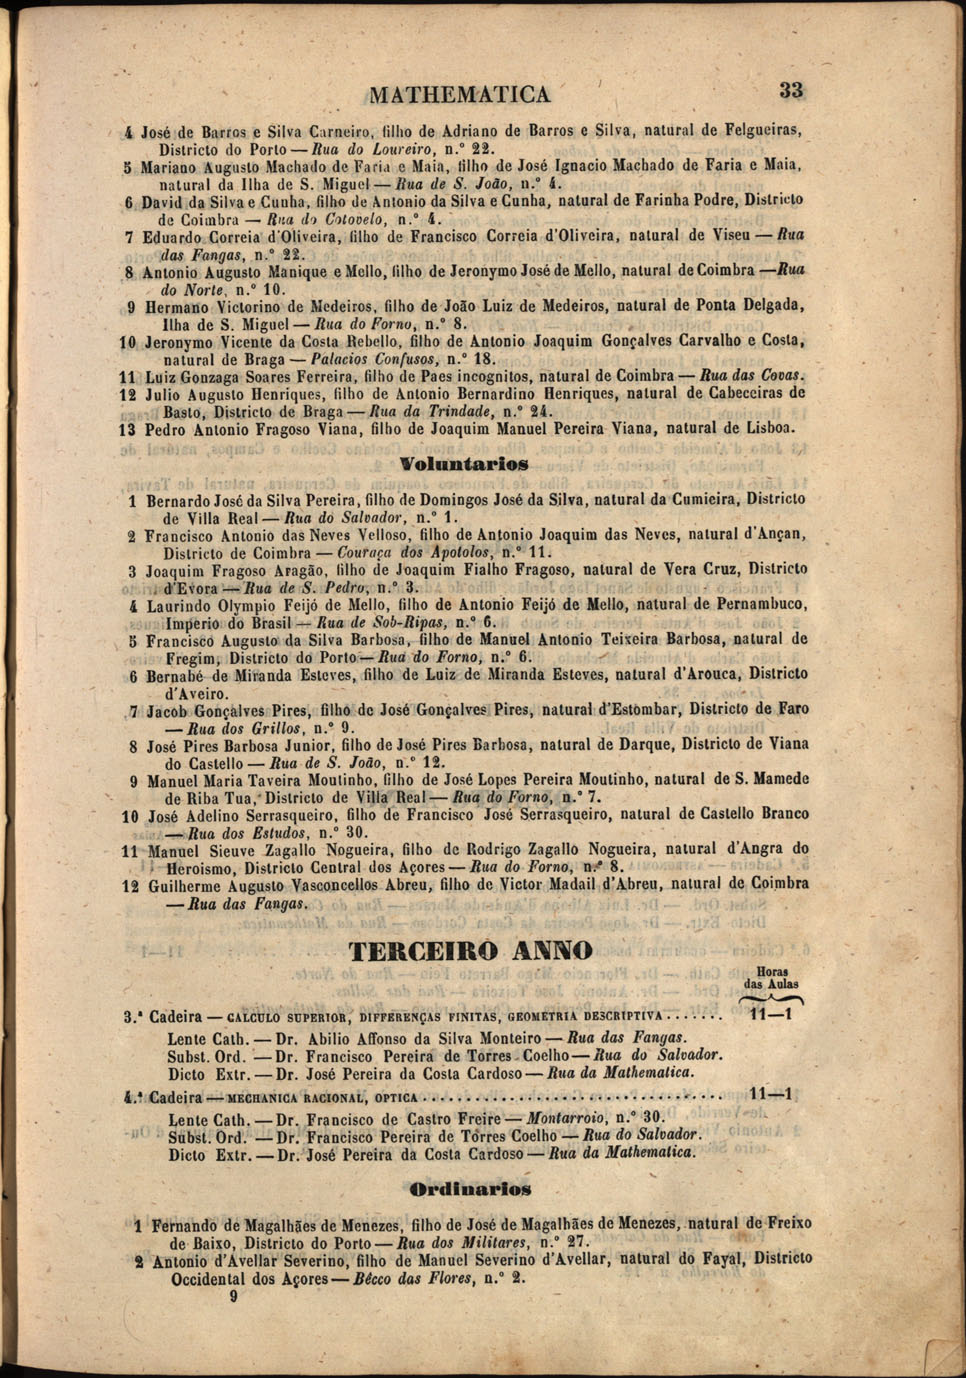 MATHEMATICA
33
4 José de Barros e Silva Carneiro, filho de Adriano de Barros e Silva, natural de Felgueiras,
Districto do Porto — Rua do Loureiro, n.° 22.
5 Mariano Augusto Machado de Faria e Maia, filho de José Ignacio Machado de Faria e Maia,
natural da Ilha de S. Miguel — Rua de S. João, n.° 4.
6 David da Silva e Cunha, filho de Antonio da Silva e Cunha, natural de Farinha Podre, Districto
de Coimbra — Rua do Cotovelo, n.° 4.
7 Eduardo Correia d'Oliveira, filho de Francisco Correia d'Oliveira, natural de Viseu — Rua
das Fangas, n.° 22.
8 Antonio Augusto Manique e Mello, filho de Jeronymo José de Mello, natural de Coimbra — Rua
do Norte, n.° 10.
9 Hermano Victorino de Medeiros, filho de João Luiz de Medeiros, natural de Ponta Delgada,
Ilha de S. Miguel — Rua do Forno, n.° 8.
10 Jeronymo Vicente da Costa Rebello, filho de Antonio Joaquim Gonçalves Carvalho e Costa,
natural de Braga — Palacios Confusos, n.° 18.
11 Luiz Gonzaga Soares Ferreira, filho de Paes incognitos, natural de Coimbra — Rua das Covas.
12 Julio Augusto Henriques, filho de Antonio Bernardino Henriques, natural de Cabeceiras de
Basto, Districto de Braga — Rua da Trindade, n.° 24.
13 Pedro Antonio Fragoso Viana, filho de Joaquim Manuel Pereira Viana, natural de Lisboa.
Voluntarios
1 Bernardo José da Silva Pereira, filho de Domingos José da Silva, natural da Cumieira, Districto
de Villa Real — Rua do Salvador, n.° 1.
2 Francisco Antonio das Neves Velloso, filho de Antonio Joaquim das Neves, natural d'Ançan,
Districto de Coimbra — Couraça dos Apotolos, n.° 11.
3 Joaquim Fragoso Aragão, filho de Joaquim Fialho Fragoso, natural de Vera Cruz, Districto
d'Evora — Rua de S. Pedro, n.° 3.
4 Laurindo Olympio Feijó de Mello, filho de Antonio Feijó de Mello, natural de Pernambuco,
Imperio do Brasil — Rua de Sob-Ripas, n.° 6.
5 Francisco Augusto da Silva Barbosa, filho de Manuel Antonio Teixeira Barbosa, natural de
Fregim, Districto do Porto — Rua do Forno, n.° 6.
6 Bernabé de Miranda Esteves, filho de Luiz de Miranda Esteves, natural d'Arouca, Districto
d'Aveiro.
7 Jacob Gonçalves Pires, filho de José Gonçalves Pires, natural d'Estombar, Districto de Faro
— Rua dos Grillos, n.° 9.
8 José Pires Barbosa Junior, filho de José Pires Barbosa, natural de Darque, Districto de Viana
do Castello — Rua de S. João, n.° 12.
9 Manuel Maria Taveira Moutinho, filho de José Lopes Pereira Moutinho, natural de S. Mamede
de Riba Tua, Districto de Villa Real — Rua do Forno, n.° 7.
10 José Adelino Serrasqueiro, filho de Francisco José Serrasqueiro, natural de Castello Branco
— Rua dos Estudos, n.° 30.
11 Manuel Sieuve Zagallo Nogueira, filho de Rodrigo Zagallo Nogueira, natural d'Angra do
Heroismo, Districto Central dos Açores — Rua do Forno, n.° 8.
12 Guilherme Augusto Vasconcellos Abreu, filho de Victor Madail d'Abreu, natural de Coimbra
— Rua das Fangas.
TERCEIRO ANNO
Horas
das Aulas
3.ª Cadeira — CALCULO SUPERIOR, DIFFERENÇAS FINITAS, GEOMETRIA DESCRIPTIVA ....... 11—1
Lente Cath. — Dr. Abilio Affonso da Silva Monteiro — Rua das Fangas.
Subst. Ord. — Dr. Francisco Pereira de Torres Coelho — Rua do Salvador.
Dicto Extr. — Dr. José Pereira da Costa Cardoso — Rua da Mathematica.
4.ª Cadeira — MECHANICA RACIONAL, OPTICA ................................... 11—1
Lente Cath. — Dr. Francisco de Castro Freire — Montarroio, n.° 30.
Subst. Ord. — Dr. Francisco Pereira de Torres Coelho — Rua do Salvador.
Dicto Extr. — Dr. José Pereira da Costa Cardoso — Rua da Mathematica.
Ordinarios
1 Fernando de Magalhães de Menezes, filho de José de Magalhães de Menezes, natural de Freixo
de Baixo, Districto do Porto — Rua dos Militares, n.° 27.
2 Antonio d'Avellar Severino, filho de Manuel Severino d'Avellar, natural do Fayal, Districto
Occidental dos Açores — Bêcco das Flores, n.° 2.
9